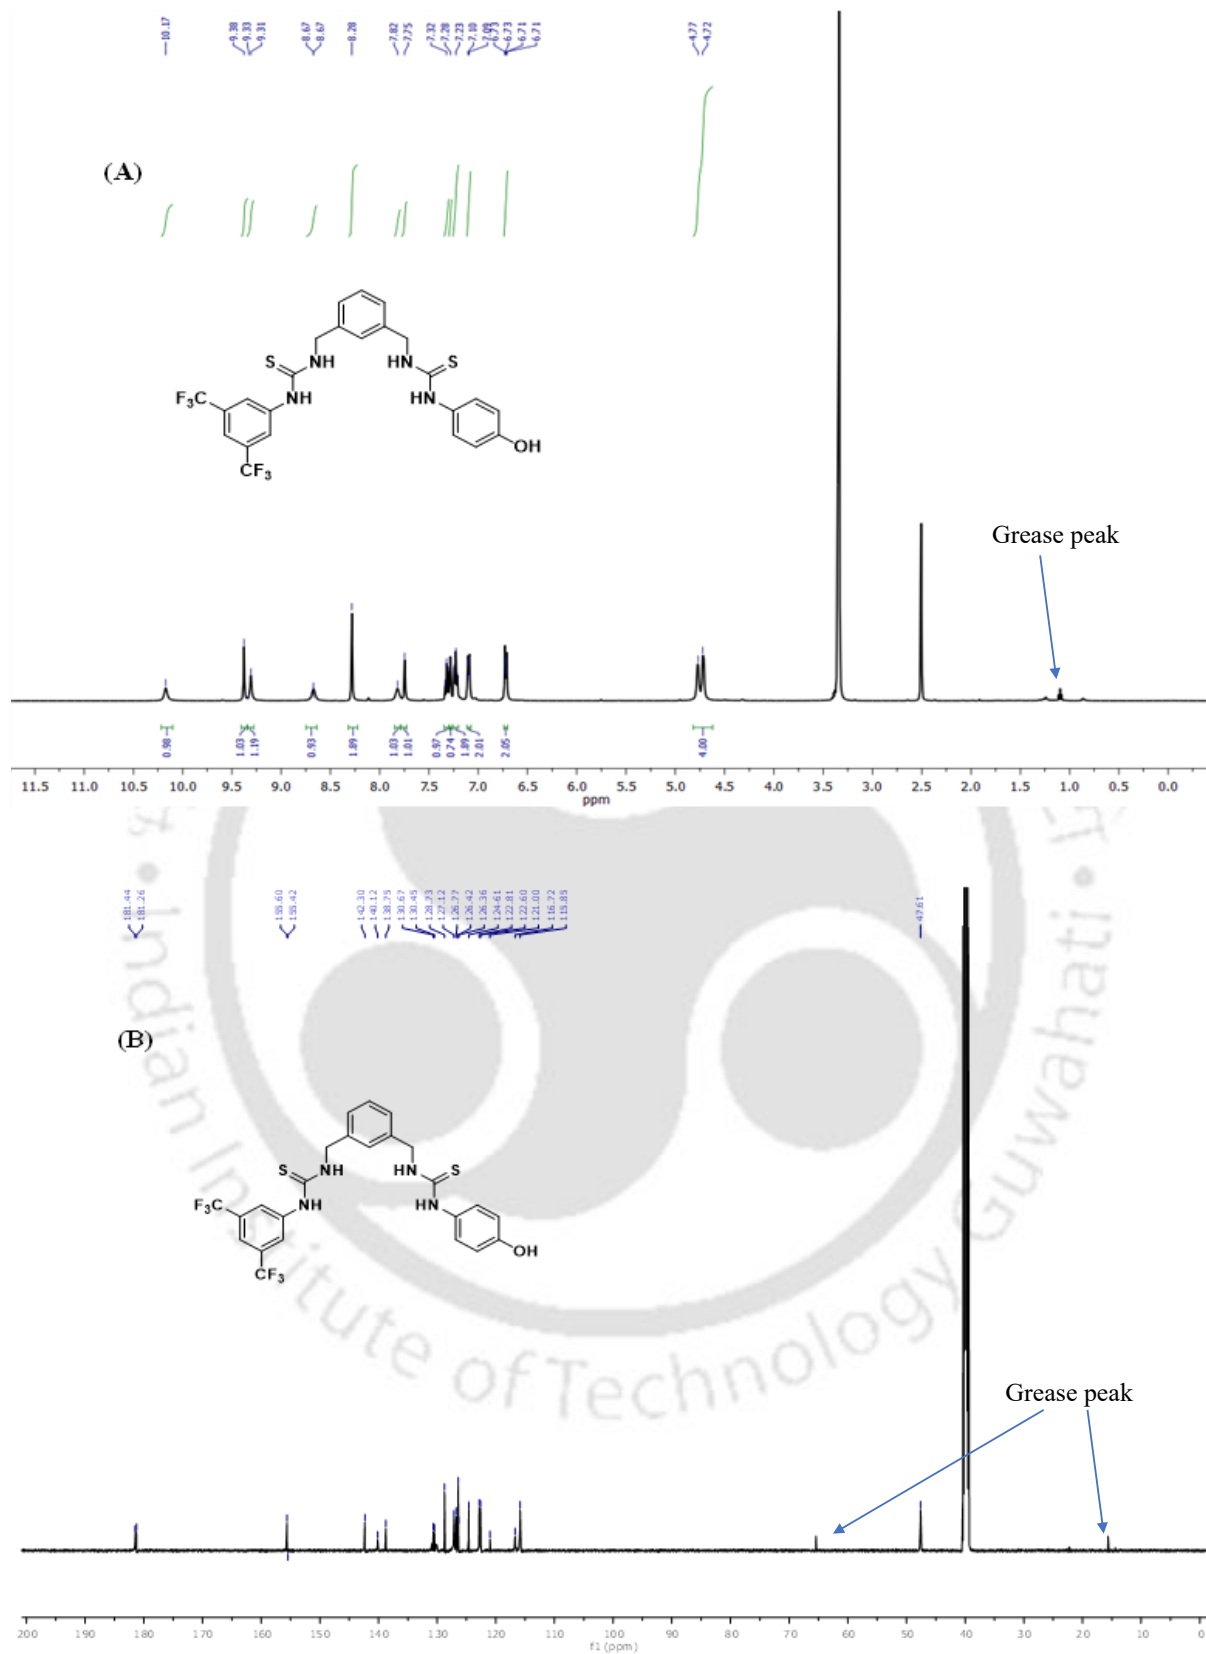 10.17 9.38 9.33 9.31 8.67 8.67 8.28 7.82 7.75 7.32 7.28 7.23 7.10 7.09 6.73 6.73 6.71 6.71 4.77 4.72
(A)
S NH HN S
F3C NH HN
CF3 OH
Grease peak
0.98 1.03 1.19 0.93 1.89 1.03 1.01 0.97 0.74 1.89 2.01 2.05 4.00
11.5 11.0 10.5 10.0 9.5 9.0 8.5 8.0 7.5 7.0 6.5 6.0 5.5 5.0 4.5 4.0 3.5 3.0 2.5 2.0 1.5 1.0 0.5 0.0
ppm
181.44 181.26 155.60 155.42 142.30 140.12 138.75 130.67 130.45 128.73 127.12 126.77 126.42 126.36 124.61 122.81 122.60 121.00 116.72 115.85 47.61
(B)
S NH HN S
F3C NH HN
CF3 OH
Grease peak
200 190 180 170 160 150 140 130 120 110 100 90 80 70 60 50 40 30 20 10 0
f1 (ppm)
Indian Institute of Technology Guwahati